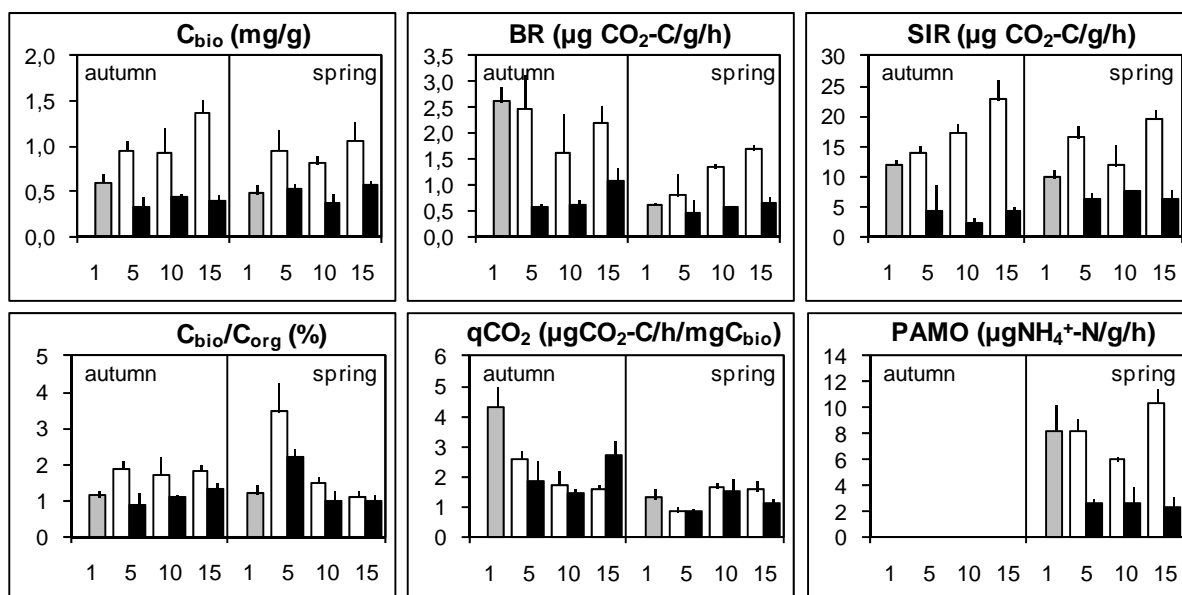 C_bio (mg/g)
2,0
1,5
1,0
0,5
0,0
autumn spring
1 5 10 15 1 5 10 15
BR (µg CO₂-C/g/h)
3,5
3,0
2,5
2,0
1,5
1,0
0,5
0,0
autumn spring
1 5 10 15 1 5 10 15
SIR (µg CO₂-C/g/h)
30
25
20
15
10
5
0
autumn spring
1 5 10 15 1 5 10 15
C_bio/C_org (%)
5
4
3
2
1
0
autumn spring
1 5 10 15 1 5 10 15
qCO₂ (µgCO₂-C/h/mgC_bio)
6
5
4
3
2
1
0
autumn spring
1 5 10 15 1 5 10 15
PAMO (µgNH₄⁺-N/g/h)
14
12
10
8
6
4
2
0
autumn spring
1 5 10 15 1 5 10 15